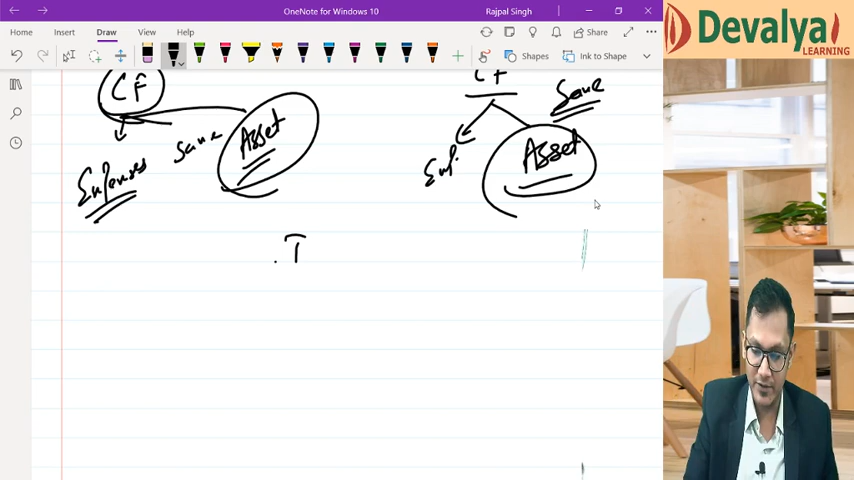 OneNote for Windows 10
Rajpal Singh
Home Insert Draw View Help
Share
Shapes
Ink to Shape
Devalya
LEARNING
CF
CF
Save
Save
Asset
Asset
Expenses
Exp.
T